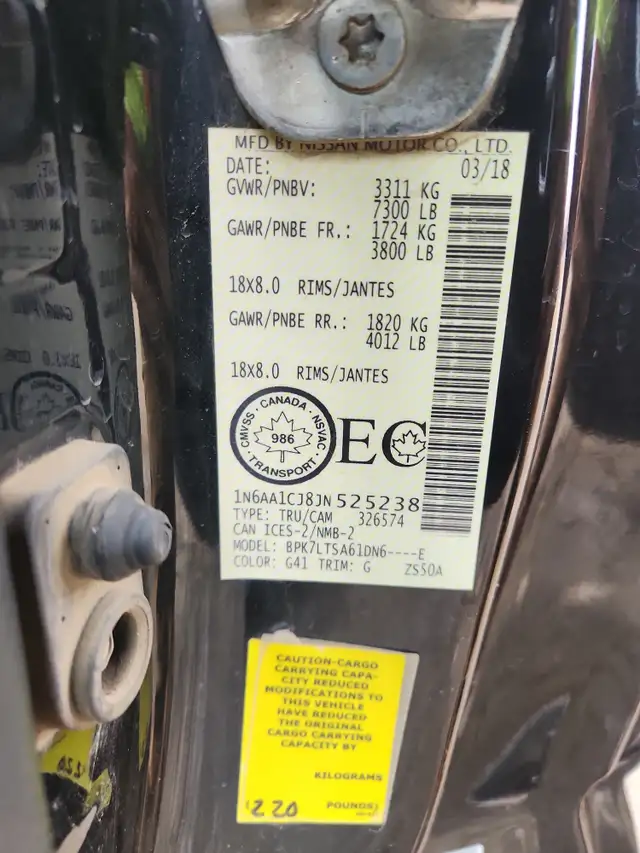 MFD BY NISSAN MOTOR CO., LTD.
DATE: 03/18
GVWR/PNBV: 3311 KG
7300 LB
GAWR/PNBE FR.: 1724 KG
3800 LB
18x8.0 RIMS/JANTES
GAWR/PNBE RR.: 1820 KG
4012 LB
18x8.0 RIMS/JANTES
CMVSS · CANADA · NSVAC
986
· TRANSPORT ·
EC
1N6AA1CJ8JN525238
TYPE: TRU/CAM 326574
CAN ICES-2/NMB-2
MODEL: BPK7LTSA61DN6----E
COLOR: G41 TRIM: G ZS50A
CAUTION-CARGO
CARRYING CAPA-
CITY REDUCED
MODIFICATIONS TO
THIS VEHICLE
HAVE REDUCED
THE ORIGINAL
CARGO CARRYING
CAPACITY BY
KILOGRAMS
(220 POUNDS)